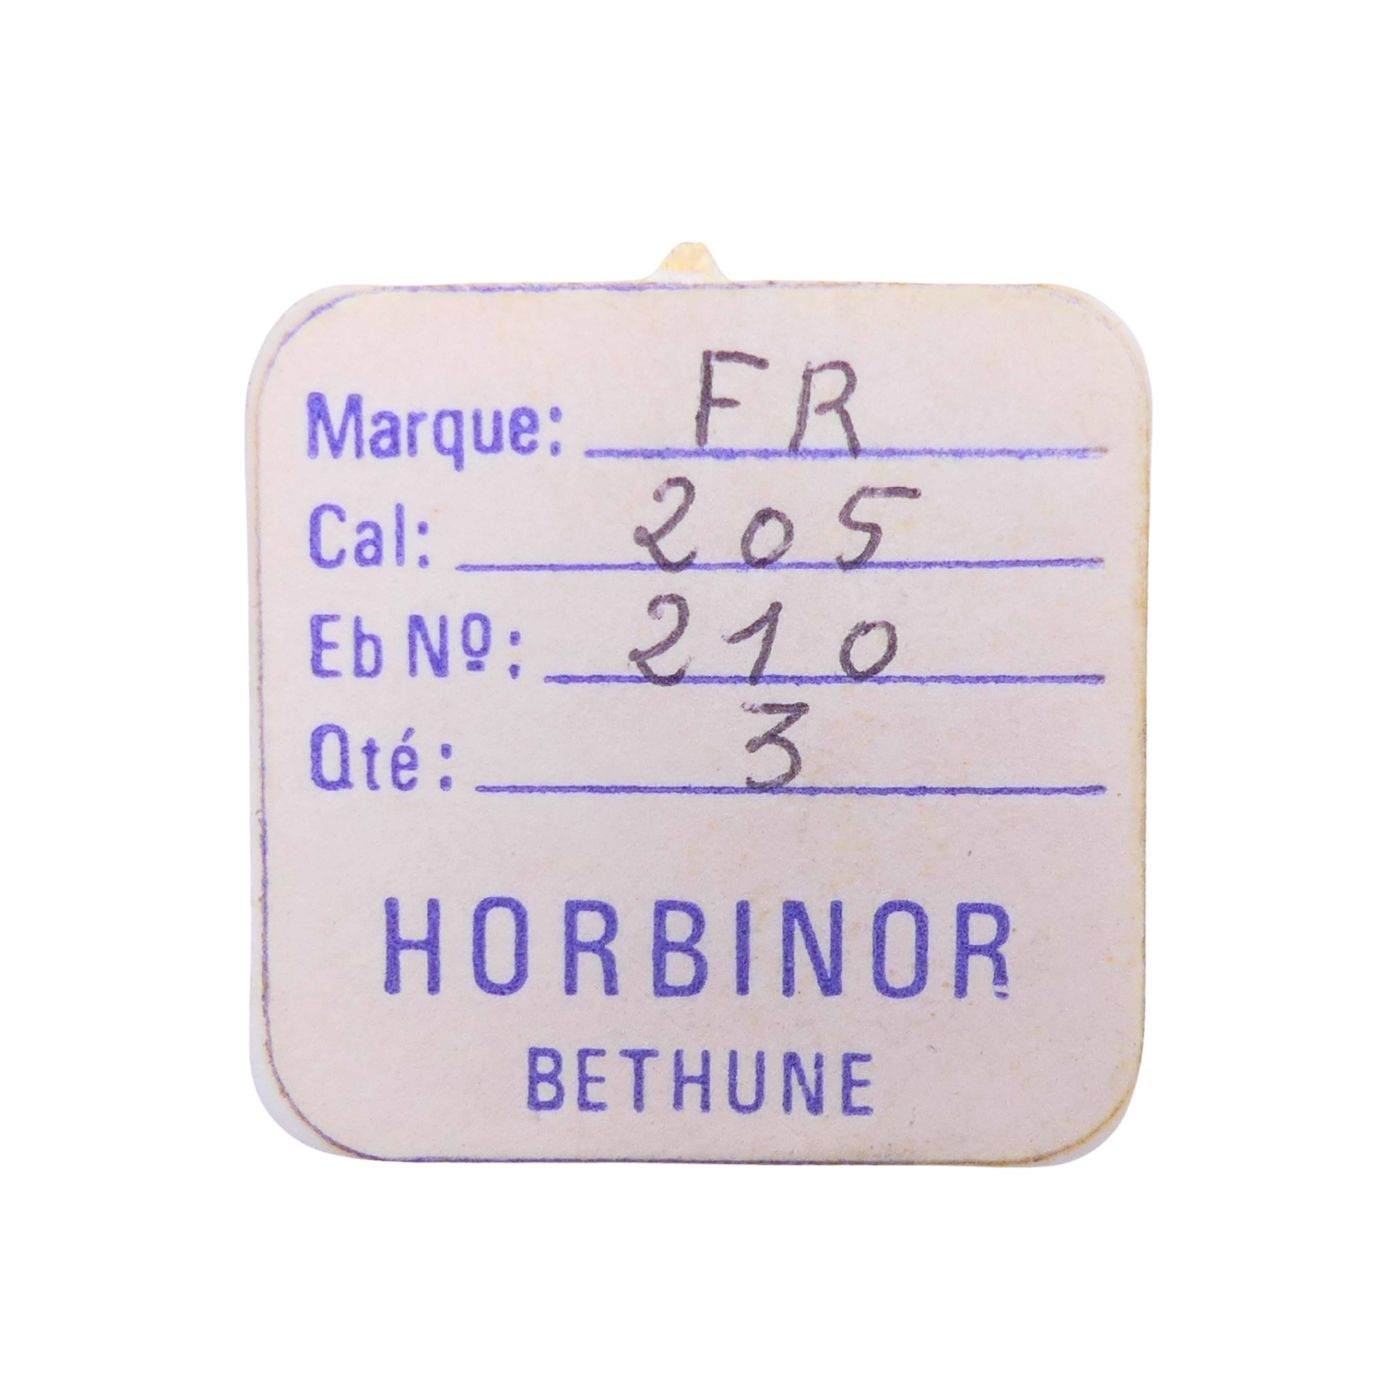 Marque: FR
Cal: 205
Eb Nº: 210
Qté: 3
HORBINOR
BETHUNE